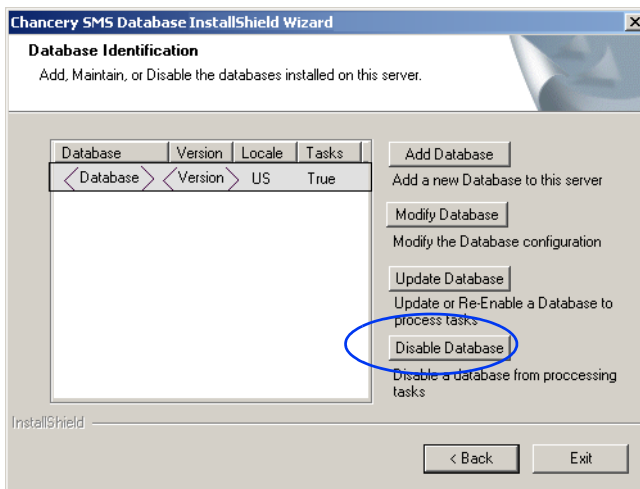 Chancery SMS Database InstallShield Wizard
Database Identification
Add, Maintain, or Disable the databases installed on this server.
Database Version Locale Tasks
Database Version US True
Add Database
Add a new Database to this server
Modify Database
Modify the Database configuration
Update Database
Update or Re-Enable a Database to
process tasks
Disable Database
Disable a database from proccessing
tasks
InstallShield
< Back Exit